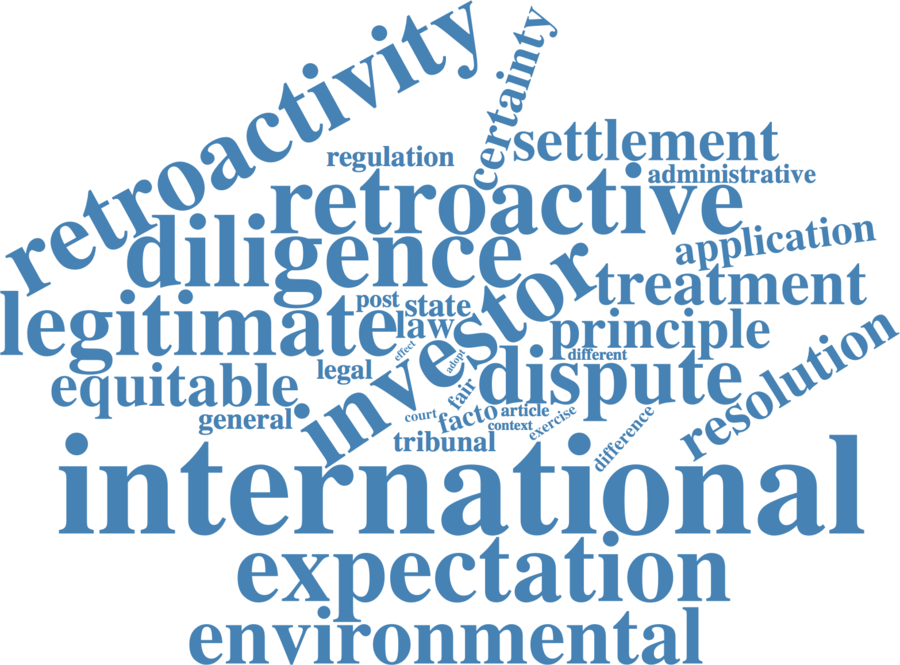 retroactivity
certainty
settlement
regulation
administrative
retroactive
application
diligence
treatment
post
state
legitimate
law
investor
principle
effect
adopt
different
resolution
legal
equitable
dispute
fair
general
court
facto
article
context
exercise
difference
tribunal
international
expectation
environmental